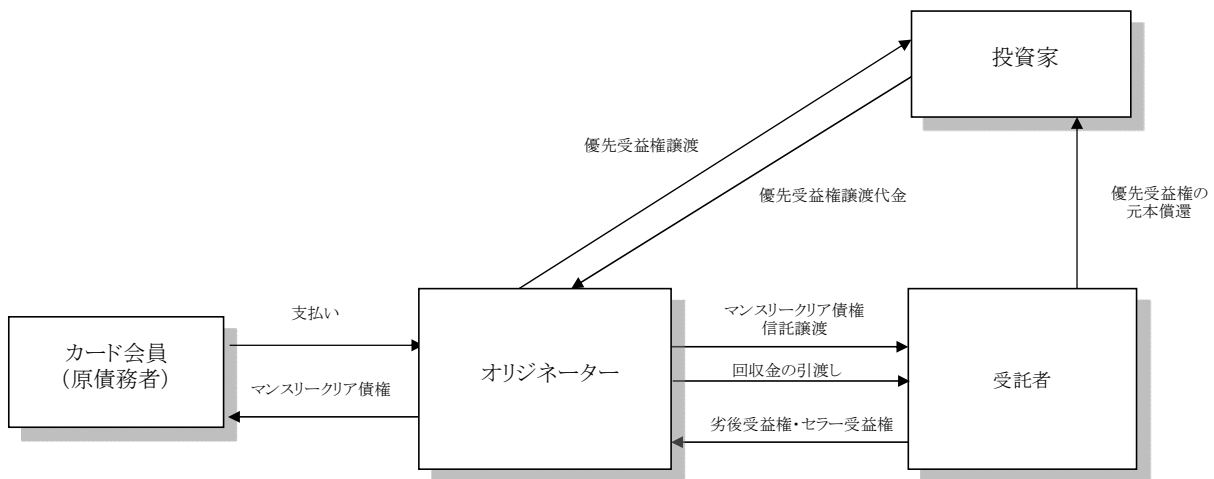 投資家
優先受益権譲渡
優先受益権譲渡代金
優先受益権の
元本償還
カード会員
（原債務者）
支払い
マンスリークリア債権
オリジネーター
マンスリークリア債権
信託譲渡
回収金の引渡し
劣後受益権・セラー受益権
受託者